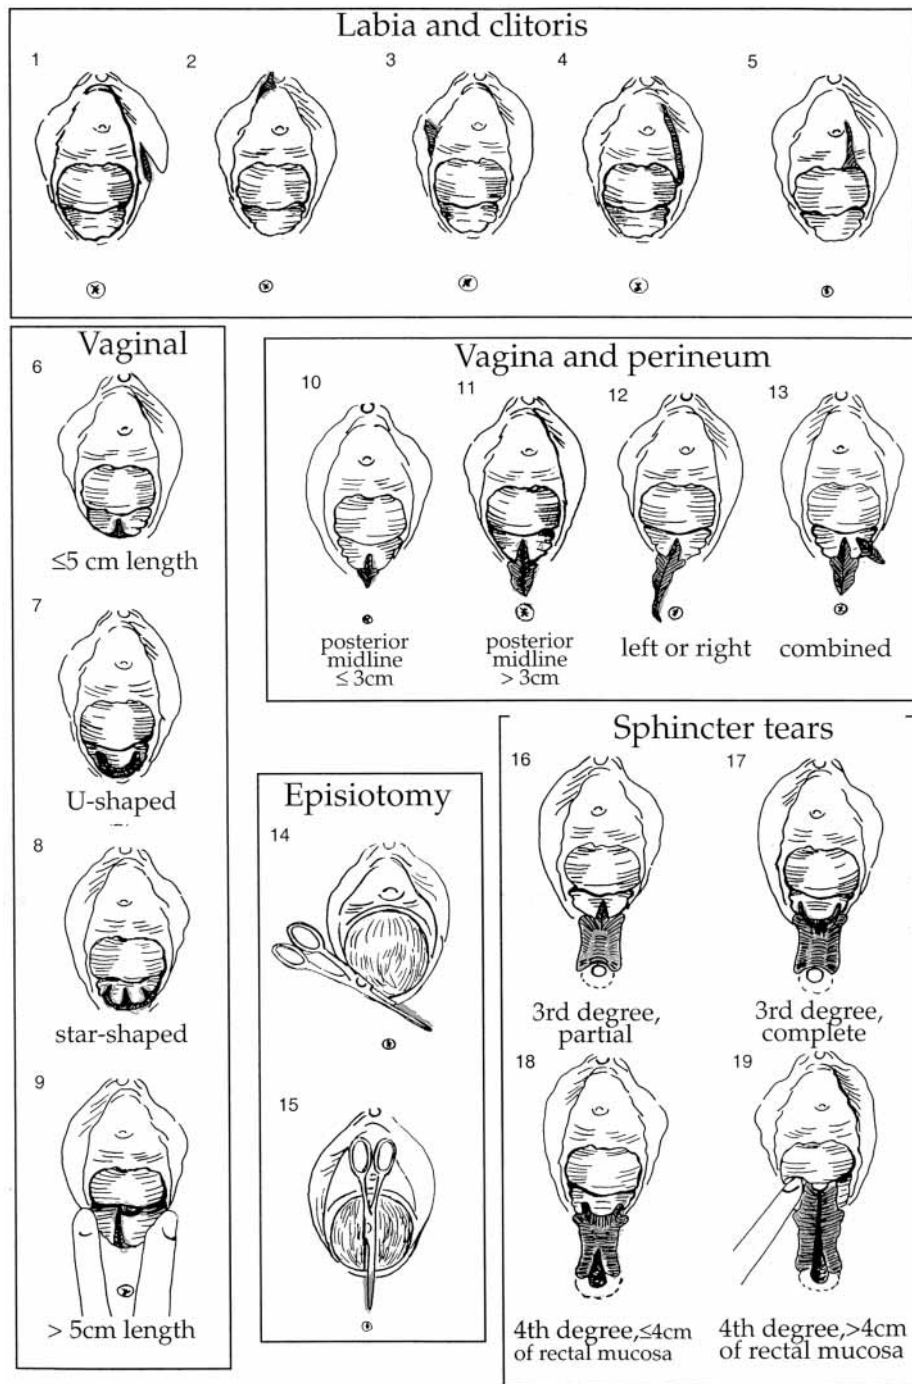 Labia and clitoris
1
2
3
4
5
Vaginal
6
≤5 cm length
7
U-shaped
8
star-shaped
9
> 5cm length
Vagina and perineum
10
11
12
13
posterior
midline
≤ 3cm
posterior
midline
> 3cm
left or right
combined
Episiotomy
14
15
Sphincter tears
16
17
3rd degree,
partial
3rd degree,
complete
18
19
4th degree,≤4cm
of rectal mucosa
4th degree,>4cm
of rectal mucosa